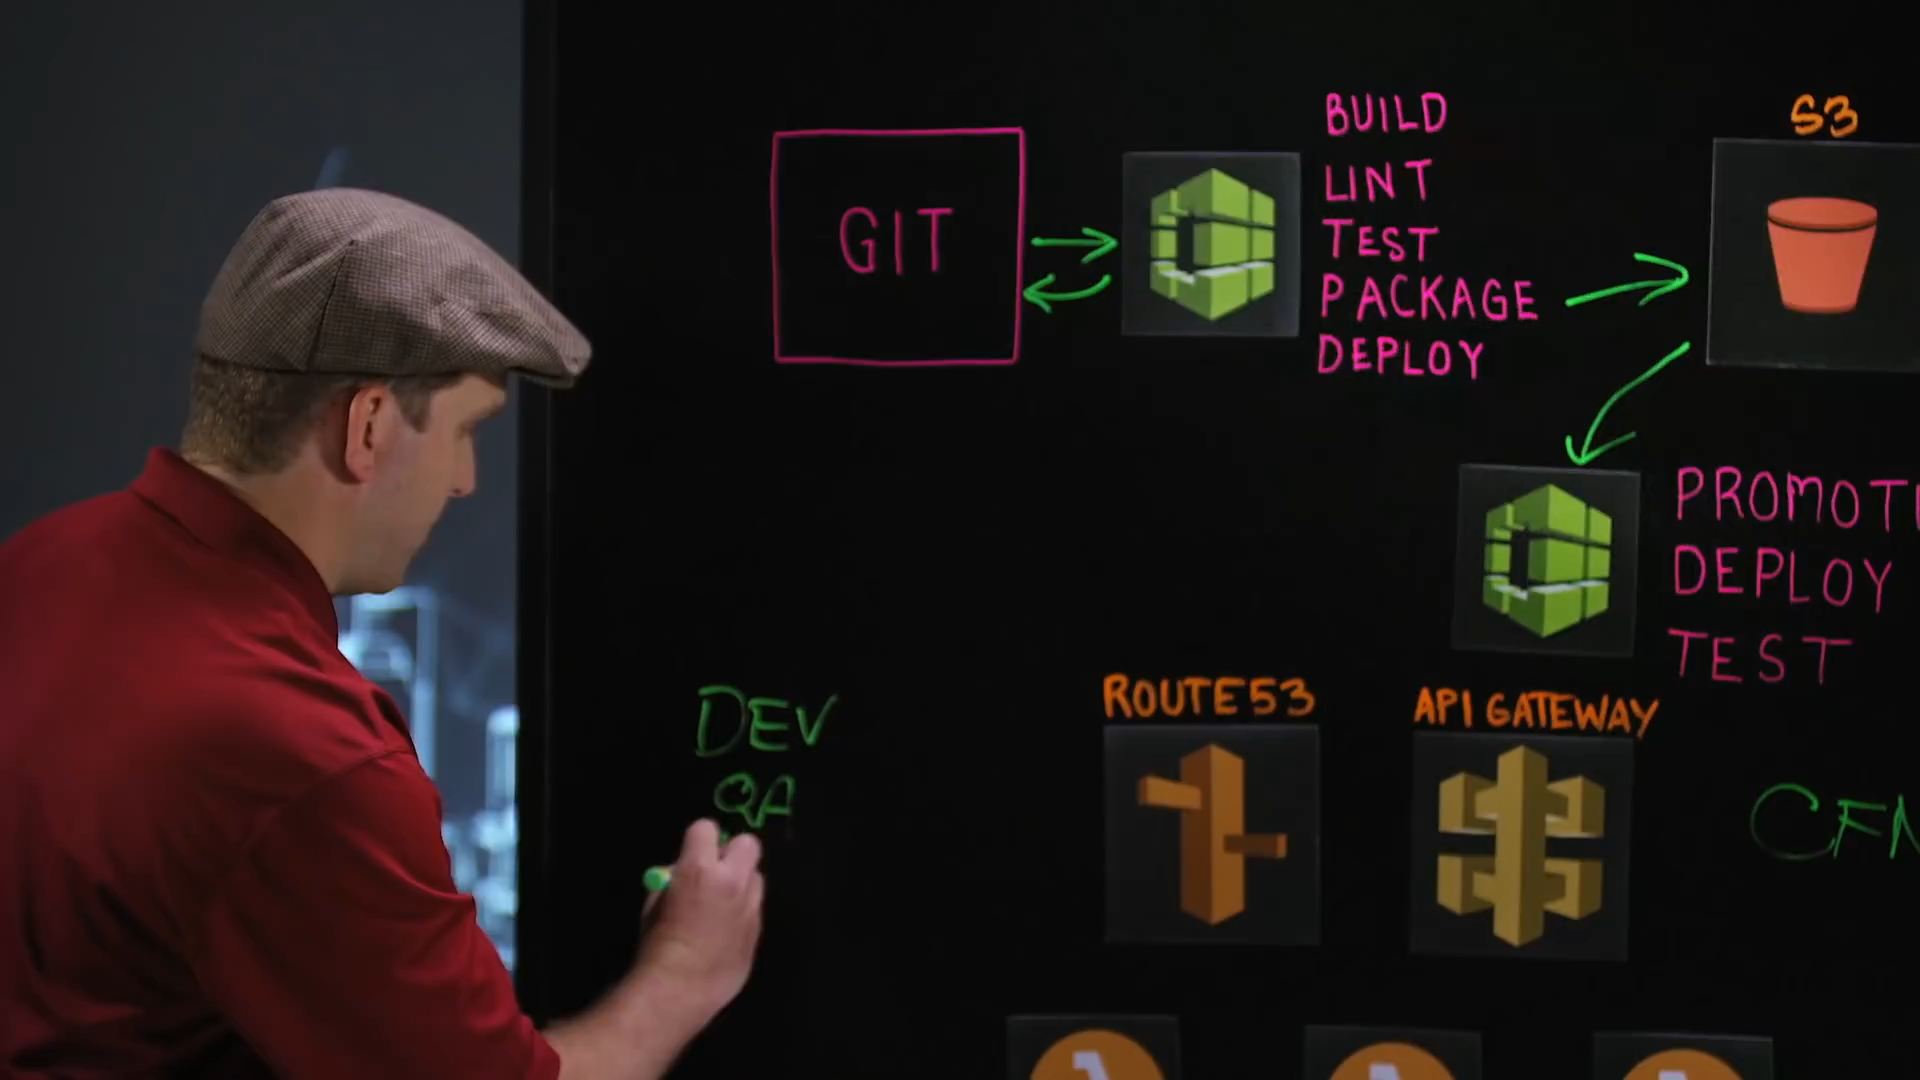 BUILD
LINT
TEST
PACKAGE
DEPLOY
S3
GIT
DEPLOY
TEST
ROUTE53
API GATEWAY
DEV
QA